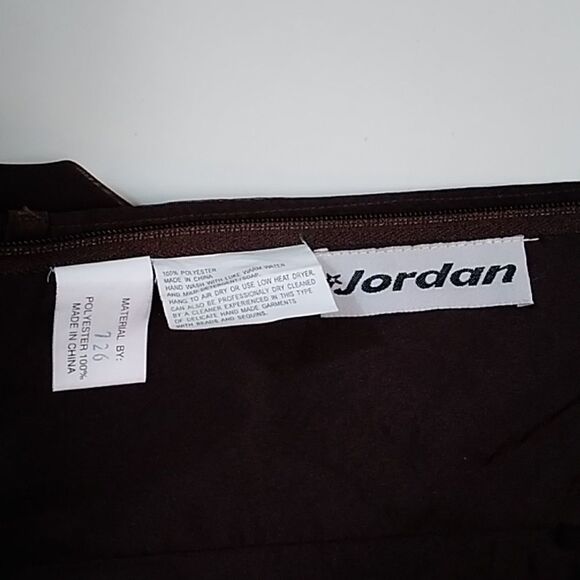 MATERIAL BY:
726
POLYESTER 100%
MADE IN CHINA
100% POLYESTER
MADE IN CHINA
HAND WASH WITH LUKE WARM WATER
AND MILD DETERGENT/SOAP.
HANG TO AIR DRY OR USE LOW HEAT DRYER.
CAN ALSO BE PROFESSIONALY DRY CLEANED
BY A CLEANER EXPERIENCED IN THIS TYPE
OF DELICATE HAND MADE GARMENTS
WITH BEADS AND SEQUINS.
Jordan